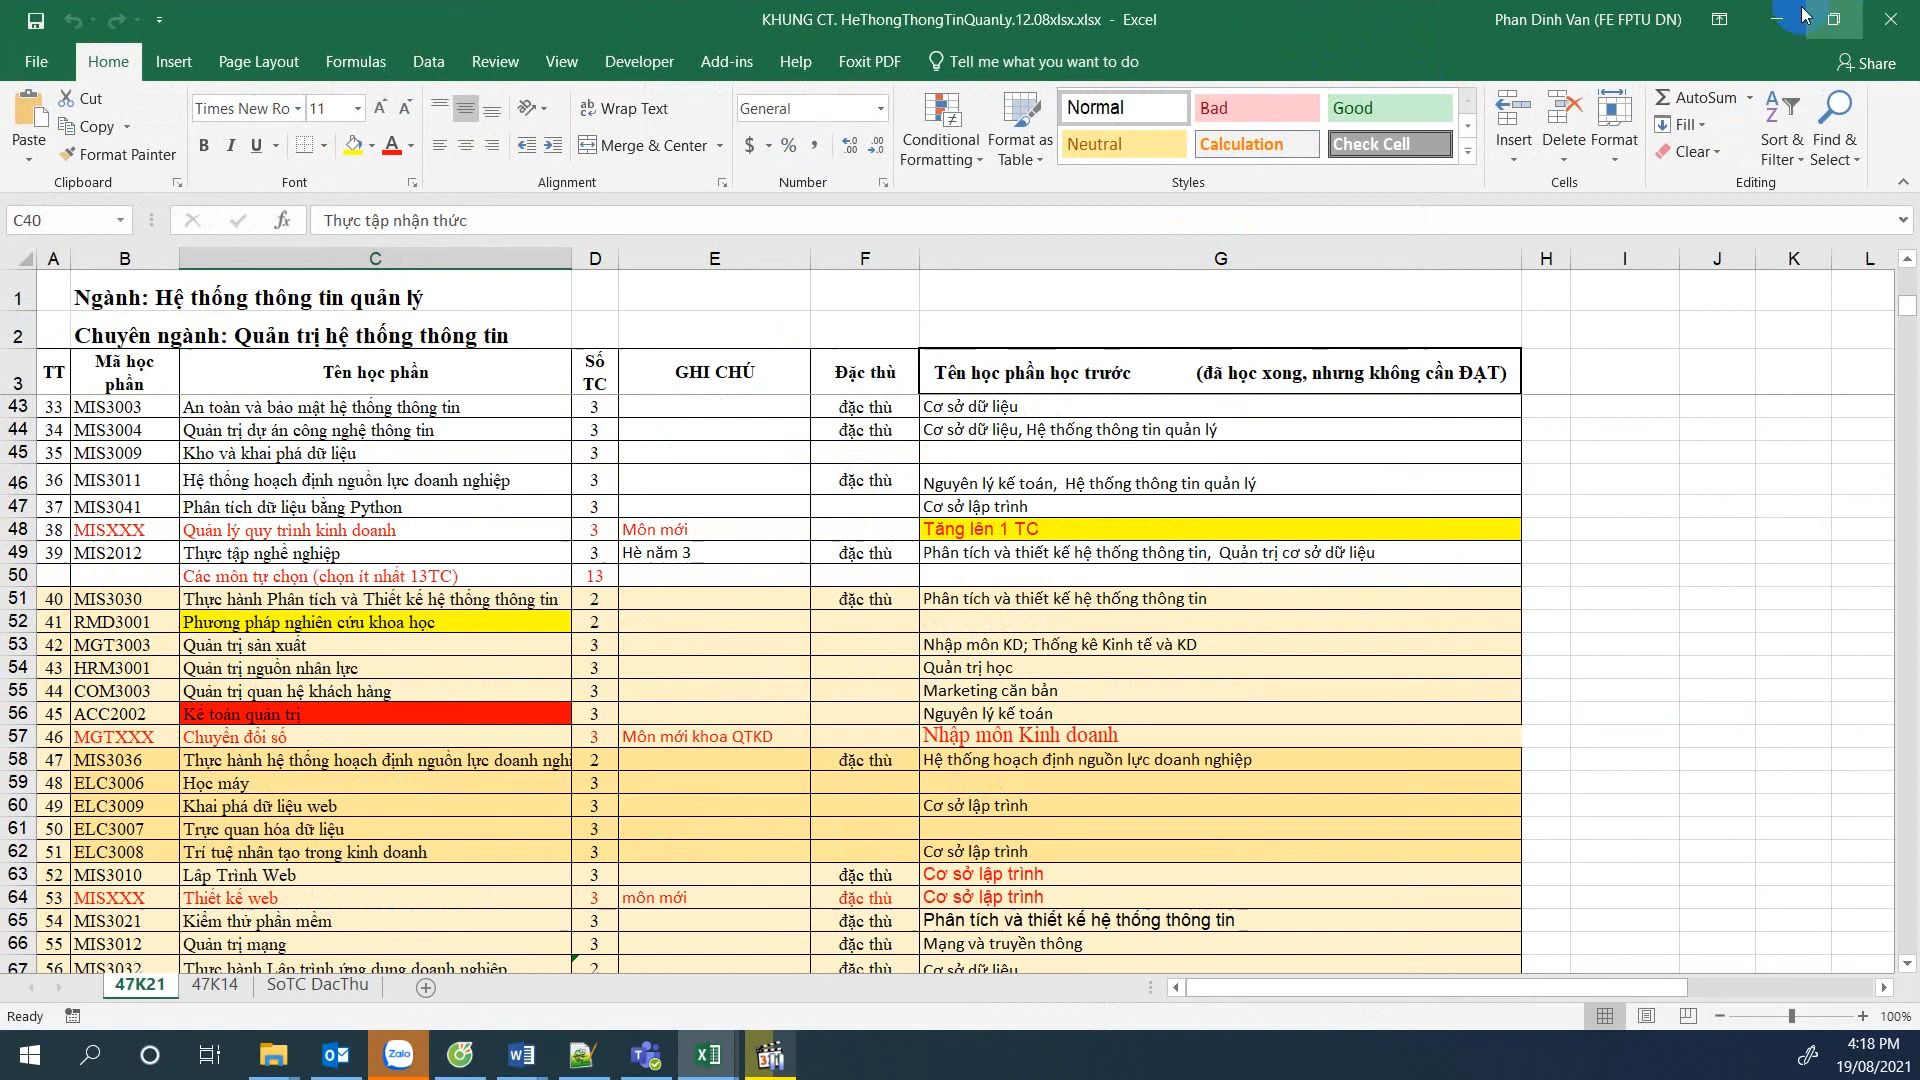 KHUNG CT. HeThongThongTinQuanLy.12.08xlsx.xlsx - Excel
Phan Dinh Van (FE FPTU DN)
File Home Insert Page Layout Formulas Data Review View Developer Add-ins Help Foxit PDF Tell me what you want to do Share
Paste Cut Copy Format Painter Clipboard
Times New Ro 11 B I U A Font
Wrap Text Merge & Center Alignment
General $ % , Number
Conditional Formatting Format as Table
Normal Bad Good
Neutral Calculation Check Cell
Styles
Insert Delete Format Cells
AutoSum Fill Clear Sort & Filter Find & Select Editing
C40 fx Thực tập nhận thức
A B C D E F G H I J K L
1 Ngành: Hệ thống thông tin quản lý
2 Chuyên ngành: Quản trị hệ thống thông tin
3 TT Mã học phần Tên học phần Số TC GHI CHÚ Đặc thù Tên học phần học trước (đã học xong, nhưng không cần ĐẠT)
43 33 MIS3003 An toàn và bảo mật hệ thống thông tin 3 đặc thù Cơ sở dữ liệu
44 34 MIS3004 Quản trị dự án công nghệ thông tin 3 đặc thù Cơ sở dữ liệu, Hệ thống thông tin quản lý
45 35 MIS3009 Kho và khai phá dữ liệu 3
46 36 MIS3011 Hệ thống hoạch định nguồn lực doanh nghiệp 3 đặc thù Nguyên lý kế toán, Hệ thống thông tin quản lý
47 37 MIS3041 Phân tích dữ liệu bằng Python 3 Cơ sở lập trình
48 38 MISXXX Quản lý quy trình kinh doanh 3 Môn mới Tăng lên 1 TC
49 39 MIS2012 Thực tập nghề nghiệp 3 Hè năm 3 đặc thù Phân tích và thiết kế hệ thống thông tin, Quản trị cơ sở dữ liệu
50 Các môn tự chọn (chọn ít nhất 13TC) 13
51 40 MIS3030 Thực hành Phân tích và Thiết kế hệ thống thông tin 2 đặc thù Phân tích và thiết kế hệ thống thông tin
52 41 RMD3001 Phương pháp nghiên cứu khoa học 2
53 42 MGT3003 Quản trị sản xuất 3 Nhập môn KD; Thống kê Kinh tế và KD
54 43 HRM3001 Quản trị nguồn nhân lực 3 Quản trị học
55 44 COM3003 Quản trị quan hệ khách hàng 3 Marketing căn bản
56 45 ACC2002 Kế toán quản trị 3 Nguyên lý kế toán
57 46 MGTXXX Chuyển đổi số 3 Môn mới khoa QTKD Nhập môn Kinh doanh
58 47 MIS3036 Thực hành hệ thống hoạch định nguồn lực doanh nghi 2 đặc thù Hệ thống hoạch định nguồn lực doanh nghiệp
59 48 ELC3006 Học máy 3
60 49 ELC3009 Khai phá dữ liệu web 3 Cơ sở lập trình
61 50 ELC3007 Trực quan hóa dữ liệu 3
62 51 ELC3008 Trí tuệ nhân tạo trong kinh doanh 3 Cơ sở lập trình
63 52 MIS3010 Lập Trình Web 3 đặc thù Cơ sở lập trình
64 53 MISXXX Thiết kế web 3 môn mới đặc thù Cơ sở lập trình
65 54 MIS3021 Kiểm thử phần mềm 3 đặc thù Phân tích và thiết kế hệ thống thông tin
66 55 MIS3012 Quản trị mạng 3 đặc thù Mạng và truyền thông
67 56 MIS3032 Thực hành Lập trình ứng dụng doanh nghiệp 2 đặc thù Cơ sở dữ liệu
47K21 47K14 SoTC DacThu
Ready 100%
Zalo
4:18 PM
19/08/2021